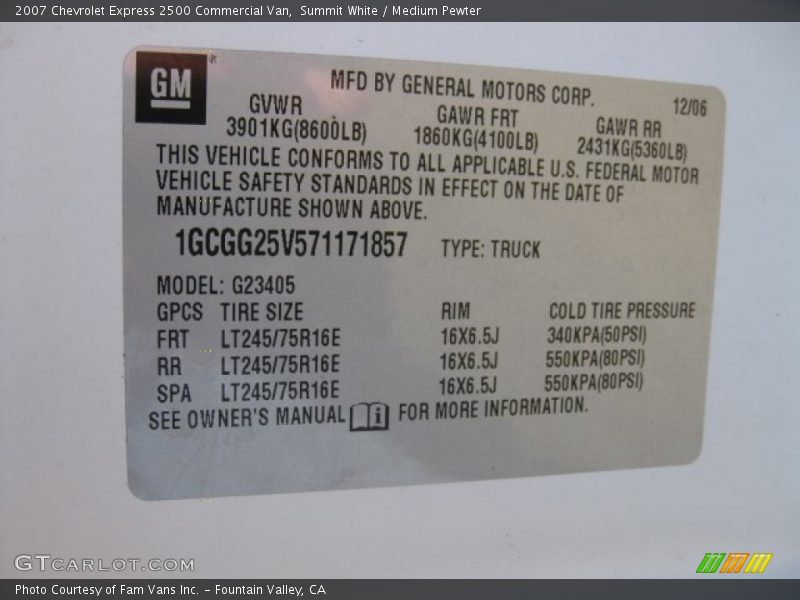 2007 Chevrolet Express 2500 Commercial Van, Summit White / Medium Pewter
GM®
MFD BY GENERAL MOTORS CORP.
12/06
GVWR GAWR FRT GAWR RR
3901KG(8600LB) 1860KG(4100LB) 2431KG(5360LB)
THIS VEHICLE CONFORMS TO ALL APPLICABLE U.S. FEDERAL MOTOR
VEHICLE SAFETY STANDARDS IN EFFECT ON THE DATE OF
MANUFACTURE SHOWN ABOVE.
1GCGG25V571171857 TYPE: TRUCK
MODEL: G23405
GPCS TIRE SIZE RIM COLD TIRE PRESSURE
FRT LT245/75R16E 16X6.5J 340KPA(50PSI)
RR LT245/75R16E 16X6.5J 550KPA(80PSI)
SPA LT245/75R16E 16X6.5J 550KPA(80PSI)
SEE OWNER'S MANUAL i FOR MORE INFORMATION.
GTCARLOT.COM
Photo Courtesy of Fam Vans Inc. - Fountain Valley, CA